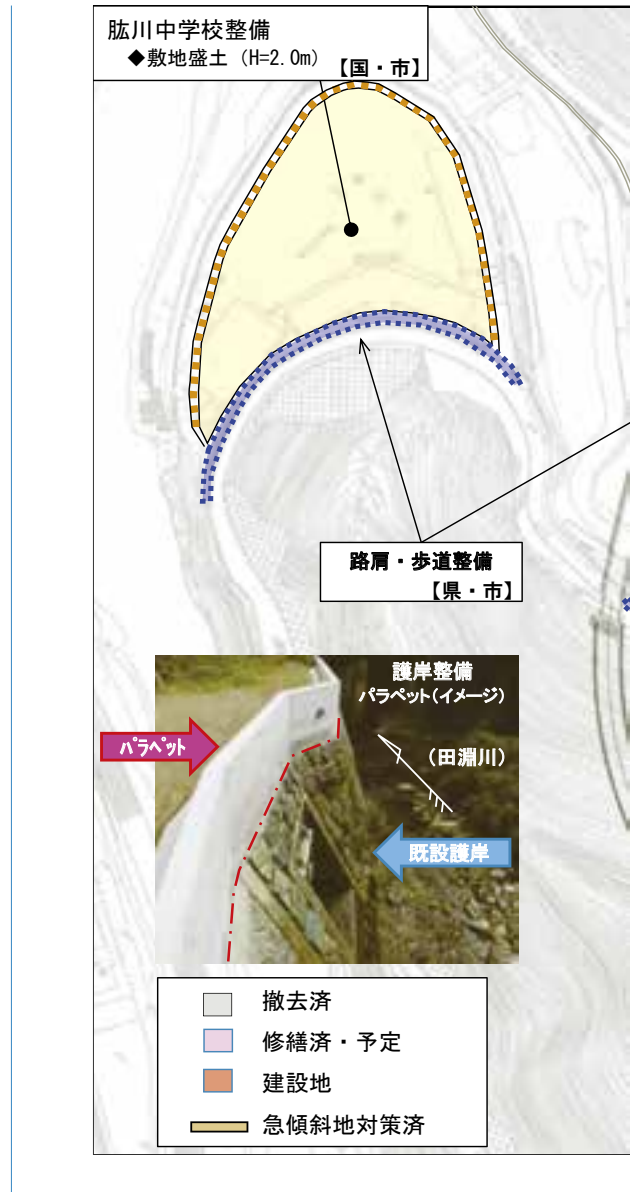 肱川中学校整備
◆敷地盛土 (H=2.0m) 【国・市】
路肩・歩道整備
【県・市】
護岸整備
パラペット(イメージ)
(田淵川)
パラペット
既設護岸
撤去済
修繕済・予定
建設地
急傾斜地対策済